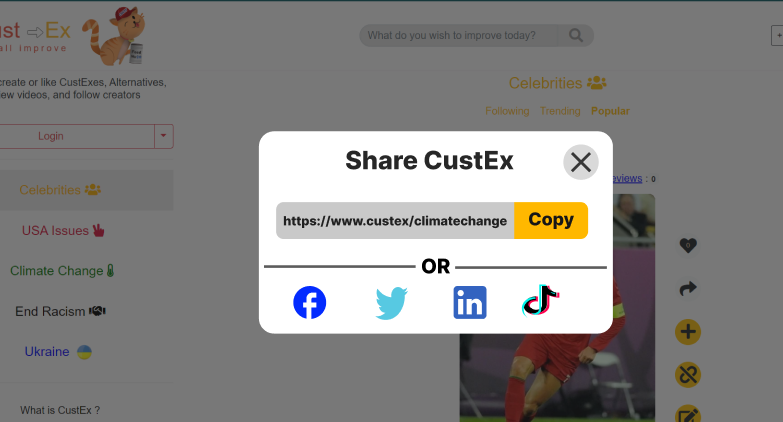 ust ⇨Ex
all improve
What do you wish to improve today?
create or like CustExes, Alternatives,
ew videos, and follow creators
Login
Celebrities
Following Trending Popular
eviews : 0
Celebrities
USA Issues
Climate Change
End Racism
Ukraine
What is CustEx ?
Share CustEx
https://www.custex/climatechange
Copy
OR